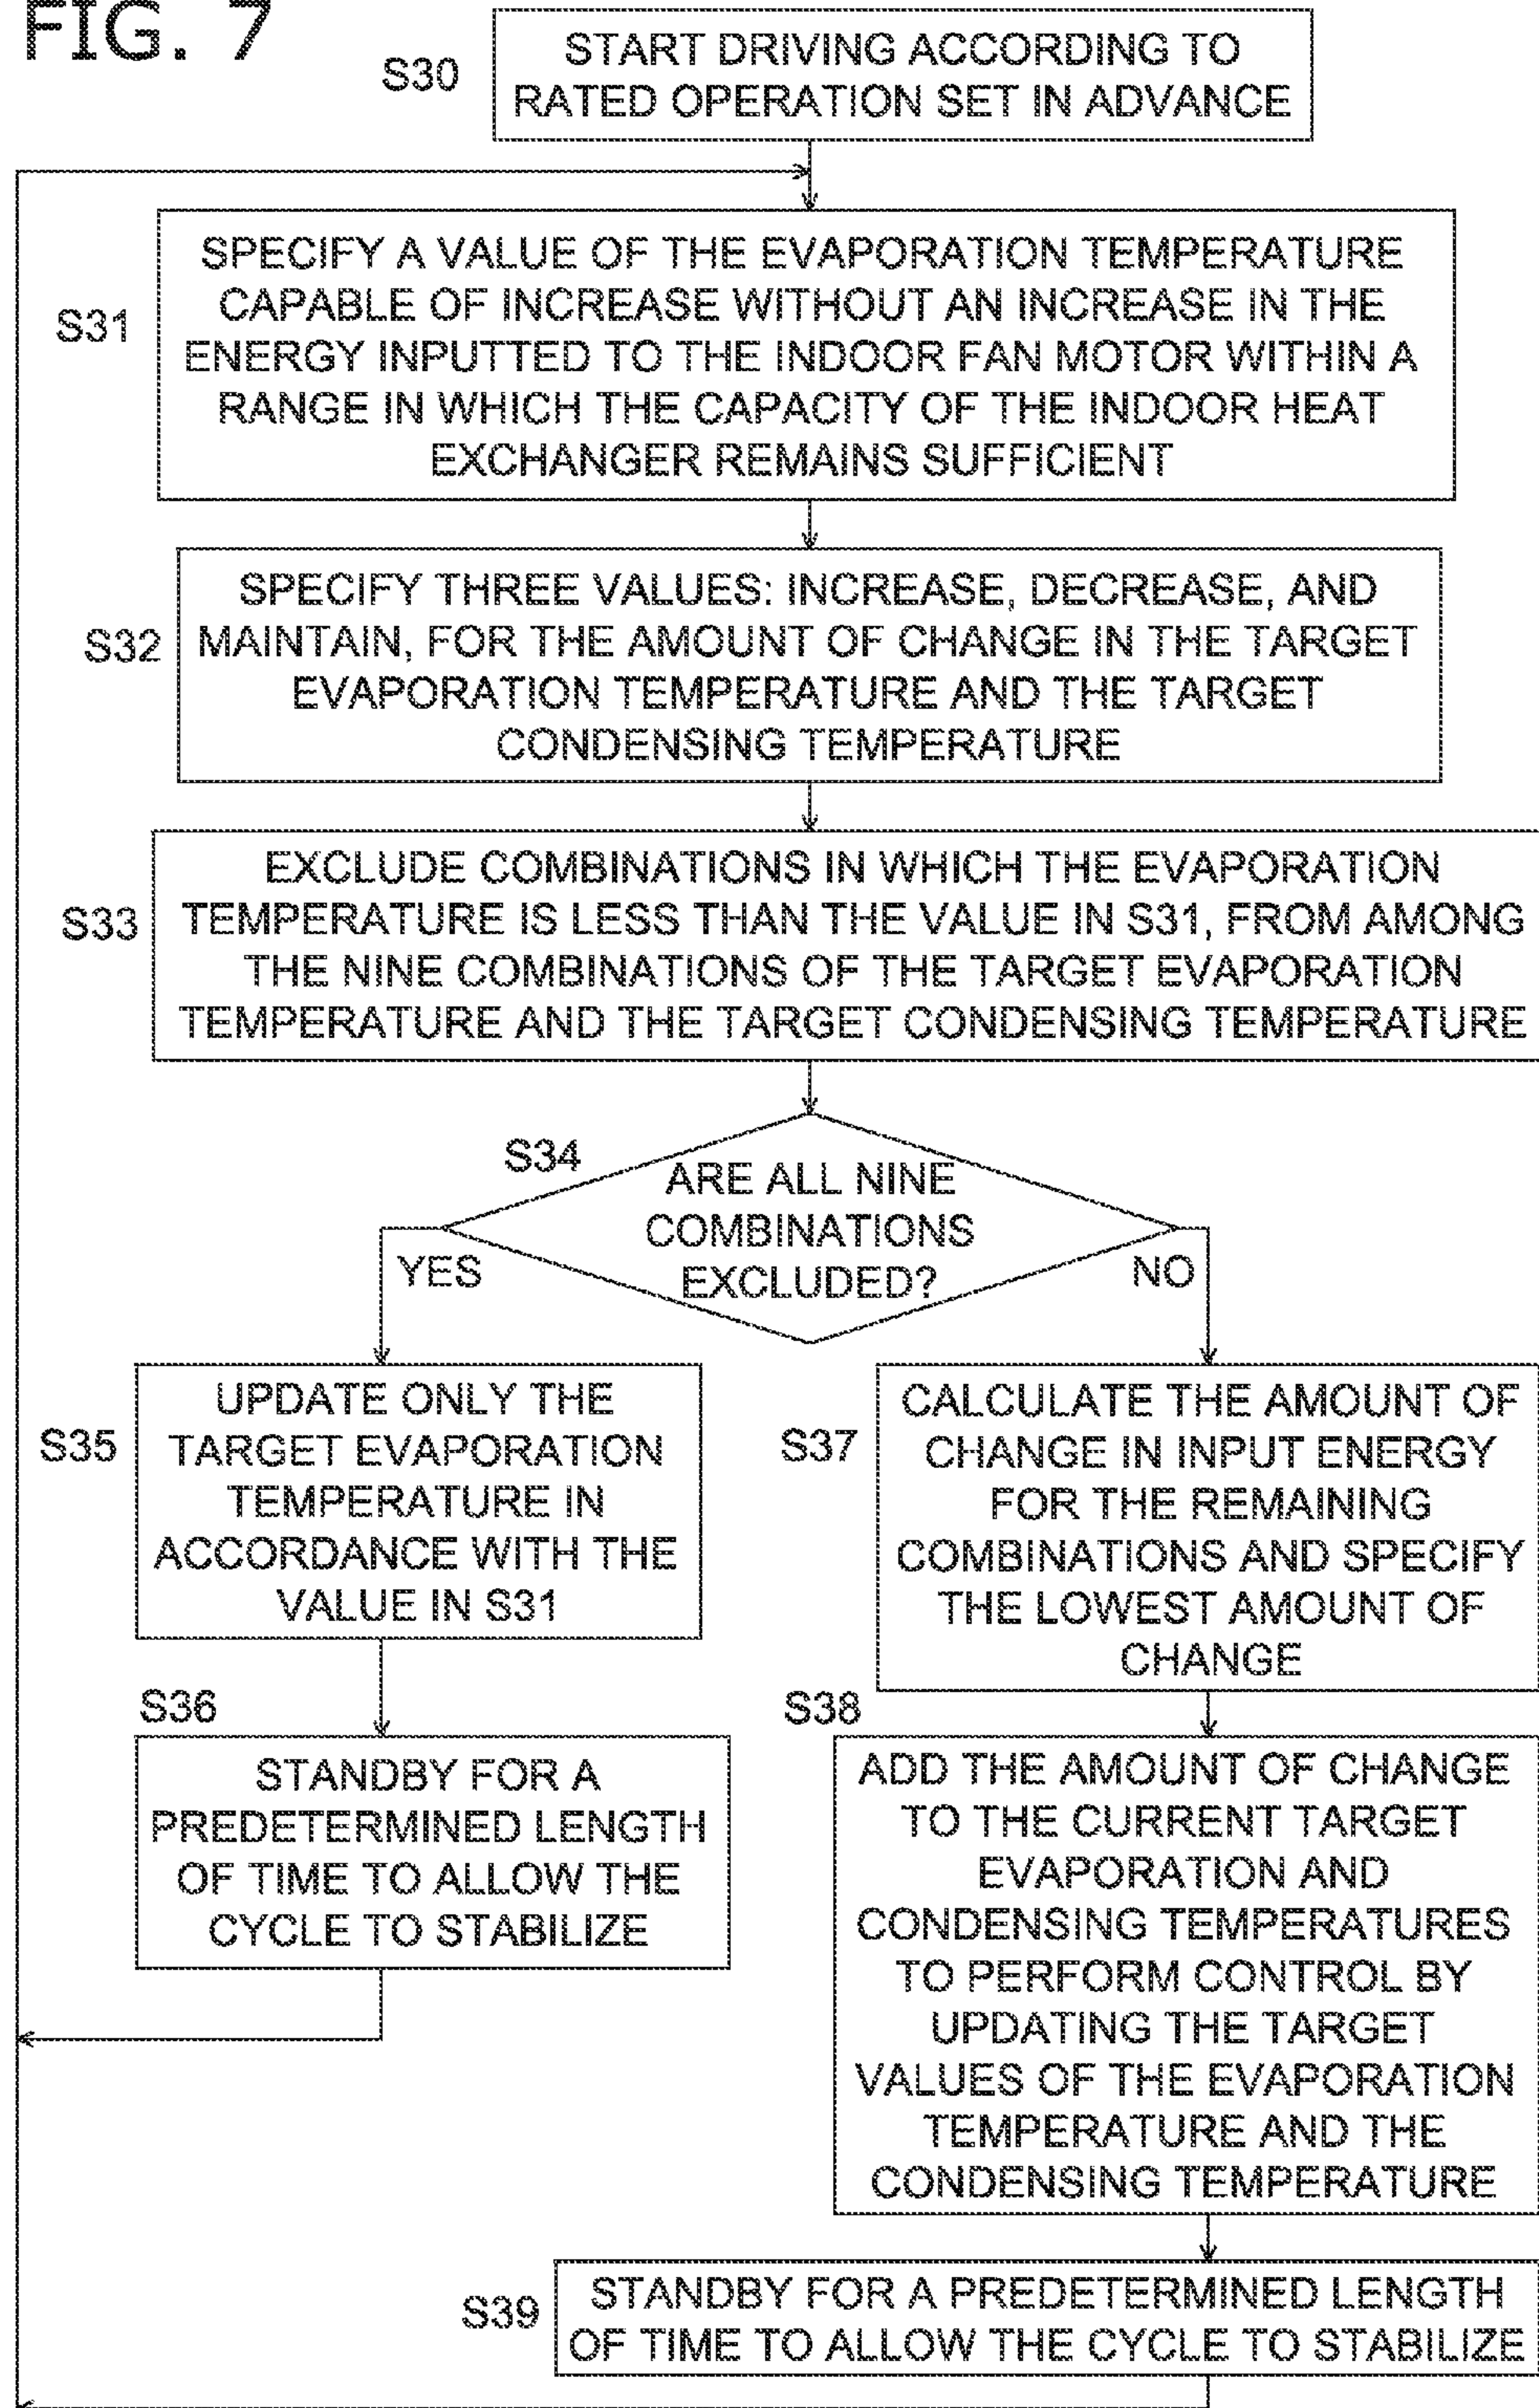 FIG. 7
S30
START DRIVING ACCORDING TO
RATED OPERATION SET IN ADVANCE
S31
SPECIFY A VALUE OF THE EVAPORATION TEMPERATURE
CAPABLE OF INCREASE WITHOUT AN INCREASE IN THE
ENERGY INPUTTED TO THE INDOOR FAN MOTOR WITHIN A
RANGE IN WHICH THE CAPACITY OF THE INDOOR HEAT
EXCHANGER REMAINS SUFFICIENT
S32
SPECIFY THREE VALUES: INCREASE, DECREASE, AND
MAINTAIN, FOR THE AMOUNT OF CHANGE IN THE TARGET
EVAPORATION TEMPERATURE AND THE TARGET
CONDENSING TEMPERATURE
S33
EXCLUDE COMBINATIONS IN WHICH THE EVAPORATION
TEMPERATURE IS LESS THAN THE VALUE IN S31, FROM AMONG
THE NINE COMBINATIONS OF THE TARGET EVAPORATION
TEMPERATURE AND THE TARGET CONDENSING TEMPERATURE
S34
ARE ALL NINE
COMBINATIONS
EXCLUDED?
YES
NO
S35
UPDATE ONLY THE
TARGET EVAPORATION
TEMPERATURE IN
ACCORDANCE WITH THE
VALUE IN S31
S36
STANDBY FOR A
PREDETERMINED LENGTH
OF TIME TO ALLOW THE
CYCLE TO STABILIZE
S37
CALCULATE THE AMOUNT OF
CHANGE IN INPUT ENERGY
FOR THE REMAINING
COMBINATIONS AND SPECIFY
THE LOWEST AMOUNT OF
CHANGE
S38
ADD THE AMOUNT OF CHANGE
TO THE CURRENT TARGET
EVAPORATION AND
CONDENSING TEMPERATURES
TO PERFORM CONTROL BY
UPDATING THE TARGET
VALUES OF THE EVAPORATION
TEMPERATURE AND THE
CONDENSING TEMPERATURE
S39
STANDBY FOR A PREDETERMINED LENGTH
OF TIME TO ALLOW THE CYCLE TO STABILIZE